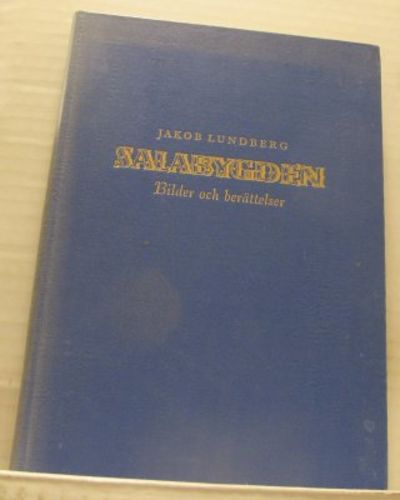 JAKOB LUNDBERG
SALABYGDEN
Bilder och berättelser